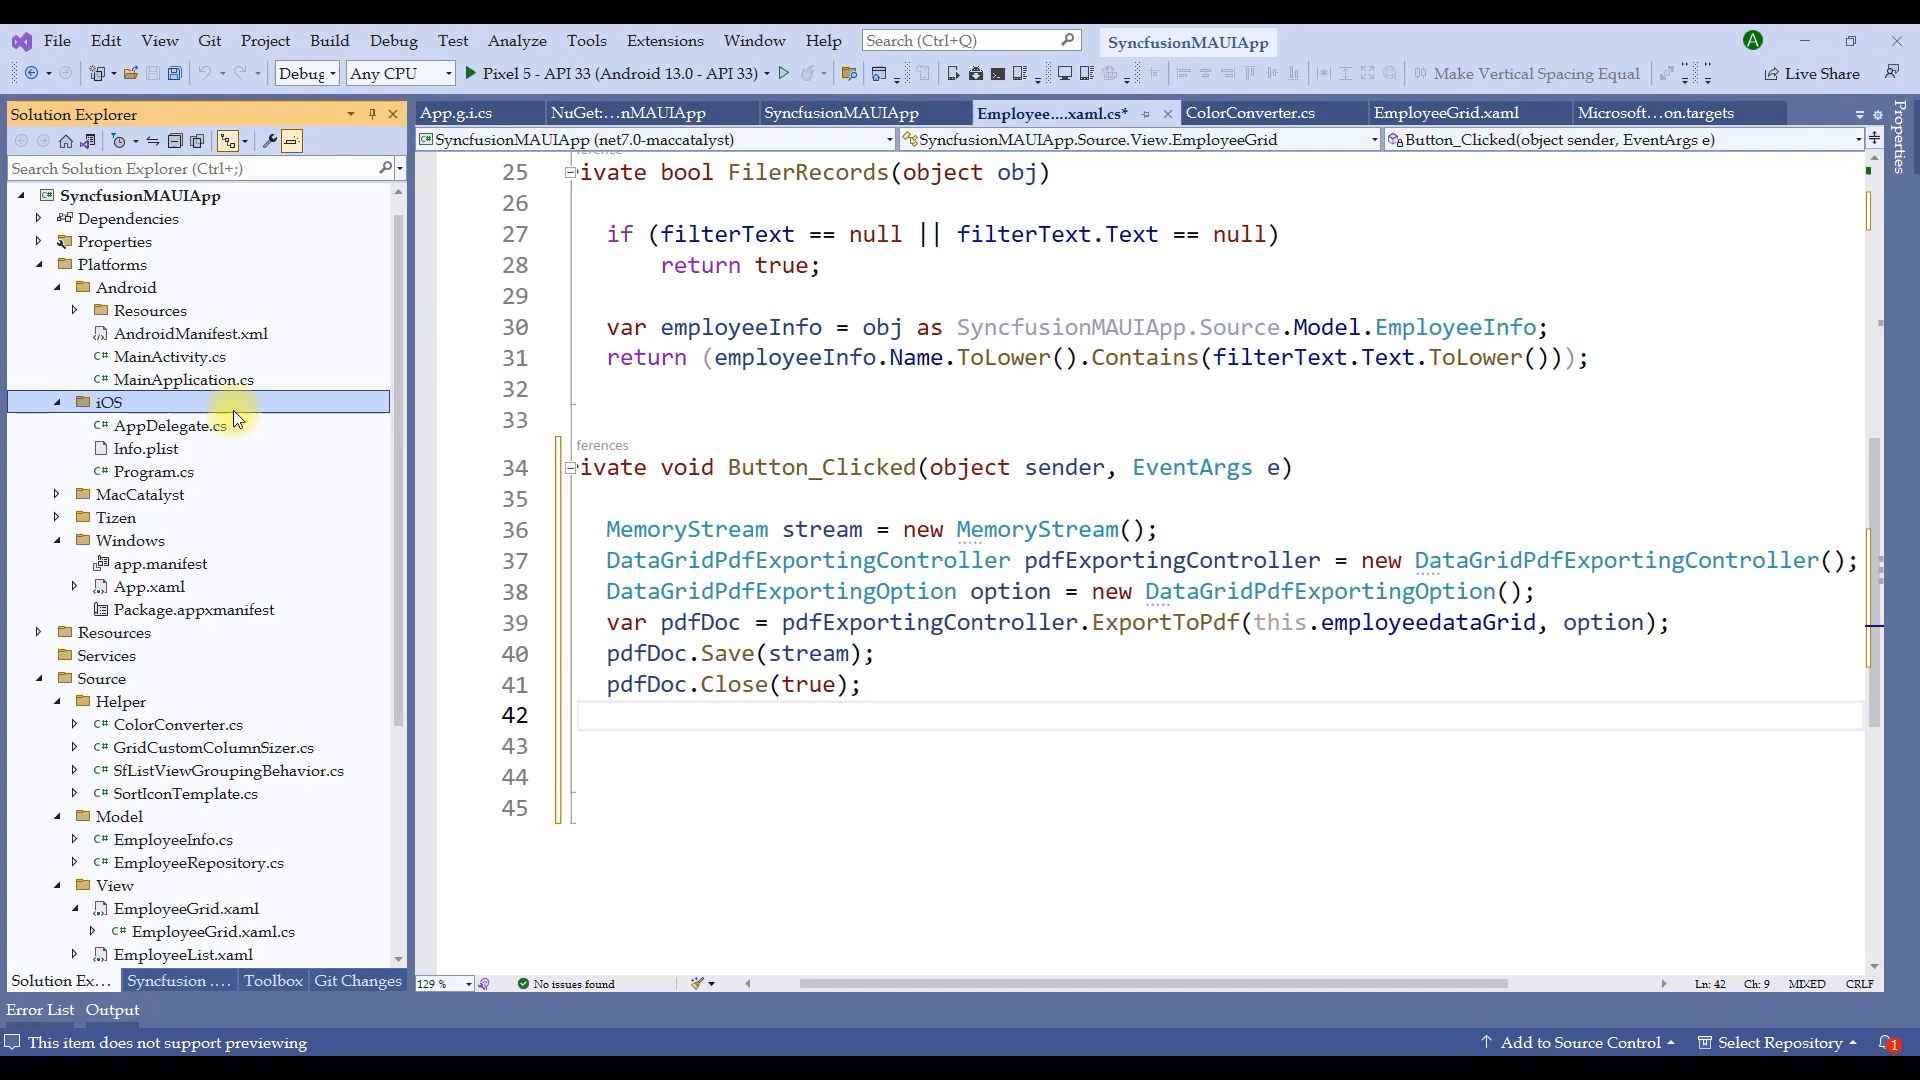 File Edit View Git Project Build Debug Test Analyze Tools Extensions Window Help Search (Ctrl+Q) SyncfusionMAUIApp A
Debug Any CPU Pixel 5 - API 33 (Android 13.0 - API 33) Make Vertical Spacing Equal Live Share
Solution Explorer
App.g.i.cs NuGet:...nMAUIApp SyncfusionMAUIApp Employee....xaml.cs* ColorConverter.cs EmployeeGrid.xaml Microsoft....on.targets
SyncfusionMAUIApp (net7.0-maccatalyst) SyncfusionMAUIApp.Source.View.EmployeeGrid Button_Clicked(object sender, EventArgs e)
Properties
Search Solution Explorer (Ctrl+;)
SyncfusionMAUIApp
Dependencies
Properties
Platforms
Android
Resources
AndroidManifest.xml
MainActivity.cs
MainApplication.cs
iOS
AppDelegate.cs
Info.plist
Program.cs
MacCatalyst
Tizen
Windows
app.manifest
App.xaml
Package.appxmanifest
Resources
Services
Source
Helper
ColorConverter.cs
GridCustomColumnSizer.cs
SfListViewGroupingBehavior.cs
SortIconTemplate.cs
Model
EmployeeInfo.cs
EmployeeRepository.cs
View
EmployeeGrid.xaml
EmployeeGrid.xaml.cs
EmployeeList.xaml
25 ivate bool FilerRecords(object obj)
26
27 if (filterText == null || filterText.Text == null)
28 return true;
29
30 var employeeInfo = obj as SyncfusionMAUIApp.Source.Model.EmployeeInfo;
31 return (employeeInfo.Name.ToLower().Contains(filterText.Text.ToLower()));
32
33
ferences
34 ivate void Button_Clicked(object sender, EventArgs e)
35
36 MemoryStream stream = new MemoryStream();
37 DataGridPdfExportingController pdfExportingController = new DataGridPdfExportingController();
38 DataGridPdfExportingOption option = new DataGridPdfExportingOption();
39 var pdfDoc = pdfExportingController.ExportToPdf(this.employeedataGrid, option);
40 pdfDoc.Save(stream);
41 pdfDoc.Close(true);
42
43
44
45
Solution Ex... Syncfusion .... Toolbox Git Changes
129 % No issues found Ln: 42 Ch: 9 MIXED CRLF
Error List Output
This item does not support previewing Add to Source Control Select Repository 1